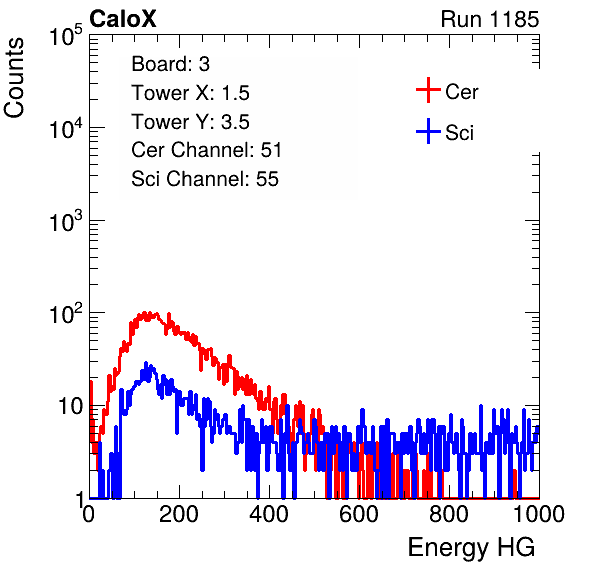 CaloX Run 1185
Counts
Board: 3
Tower X: 1.5
Tower Y: 3.5
Cer Channel: 51
Sci Channel: 55
Cer
Sci
10^5
10^4
10^3
10^2
10
1
0 200 400 600 800 1000
Energy HG